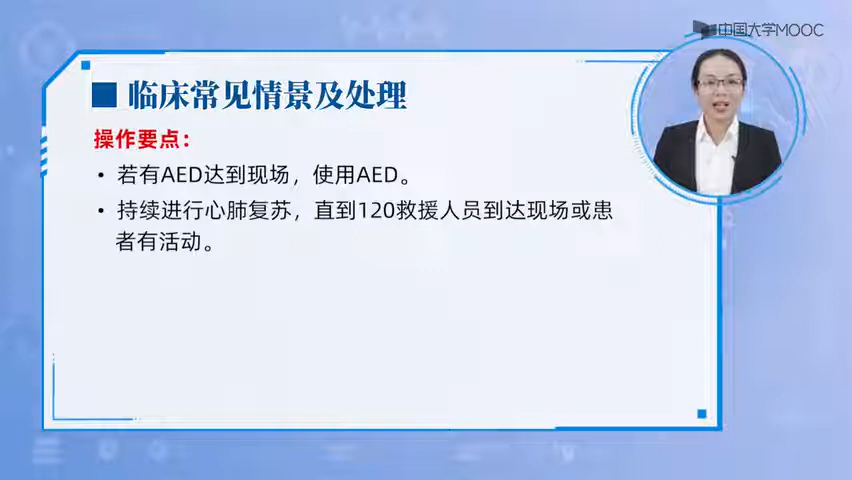 中国大学MOOC
临床常见情景及处理
操作要点：
• 若有AED达到现场，使用AED。
• 持续进行心肺复苏，直到120救援人员到达现场或患
者有活动。